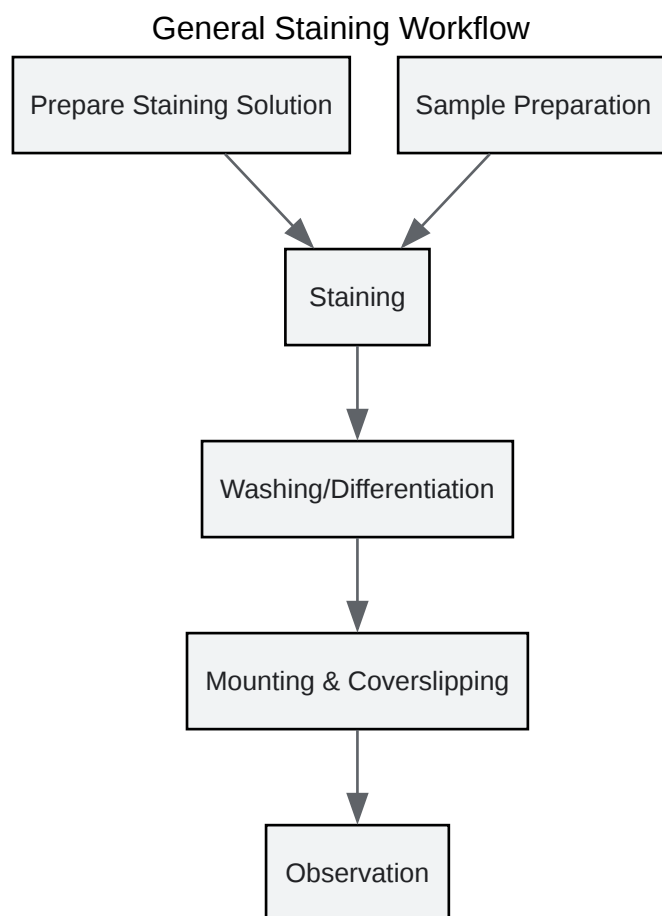 General Staining Workflow
Prepare Staining Solution
Sample Preparation
Staining
Washing/Differentiation
Mounting & Coverslipping
Observation